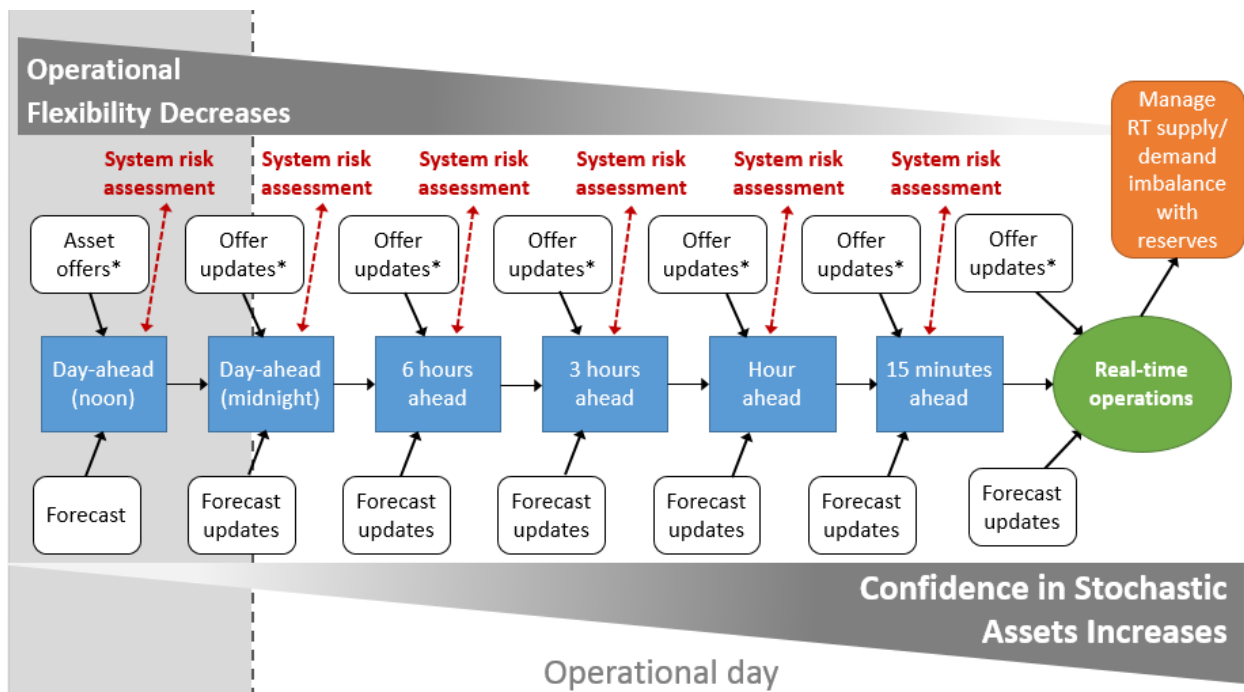 Operational
Flexibility Decreases
Manage
RT supply/
demand
imbalance
with
reserves
System risk
assessment
System risk
assessment
System risk
assessment
System risk
assessment
System risk
assessment
System risk
assessment
Asset
offers*
Offer
updates*
Offer
updates*
Offer
updates*
Offer
updates*
Offer
updates*
Offer
updates*
Day-ahead
(noon)
Day-ahead
(midnight)
6 hours
ahead
3 hours
ahead
Hour
ahead
15 minutes
ahead
Real-time
operations
Forecast
Forecast
updates
Forecast
updates
Forecast
updates
Forecast
updates
Forecast
updates
Forecast
updates
Confidence in Stochastic
Assets Increases
Operational day